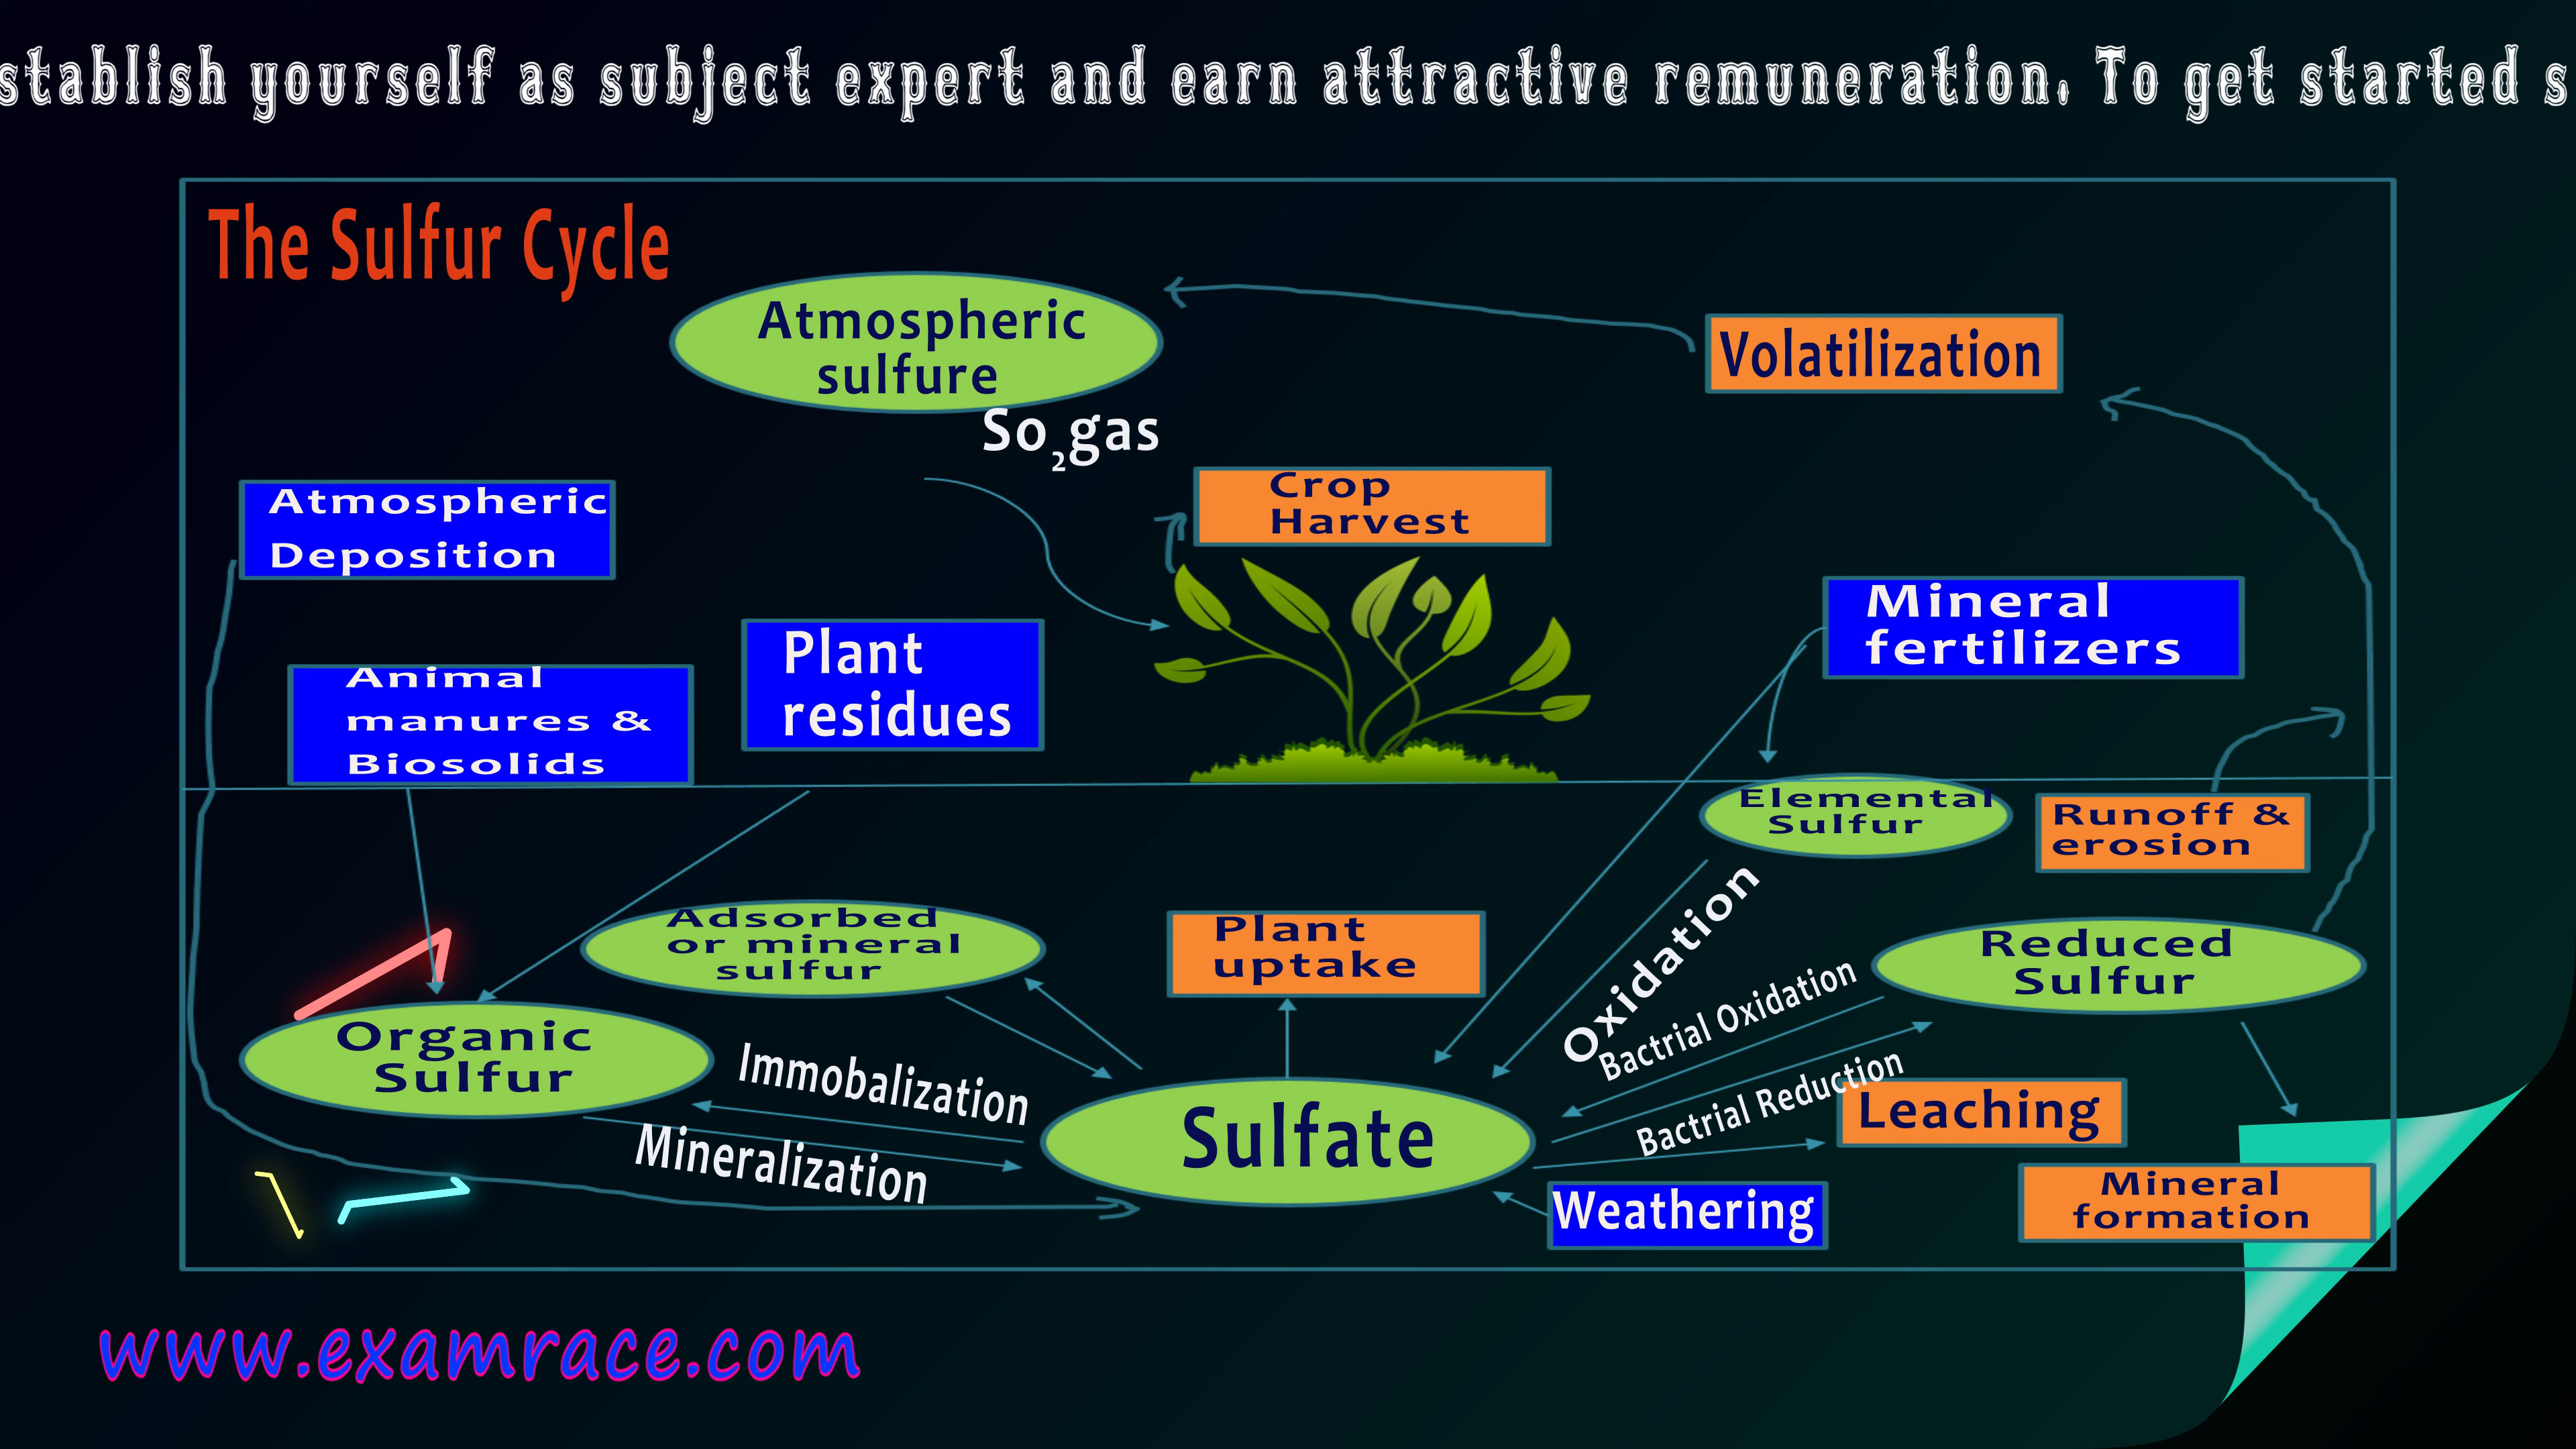 stablish yourself as subject expert and earn attractive remuneration. To get started s
The Sulfur Cycle
Atmospheric
sulfure
So₂gas
Volatilization
Crop
Harvest
Atmospheric
Deposition
Mineral
fertilizers
Plant
residues
Animal
manures &
Biosolids
Elemental
Sulfur
Runoff &
erosion
Oxidation
Adsorbed
or mineral
sulfur
Plant
uptake
Reduced
Sulfur
Bactrial Oxidation
Organic
Sulfur
Immobalization
Bactrial Reduction
Leaching
Sulfate
Mineralization
Weathering
Mineral
formation
www.examrace.com